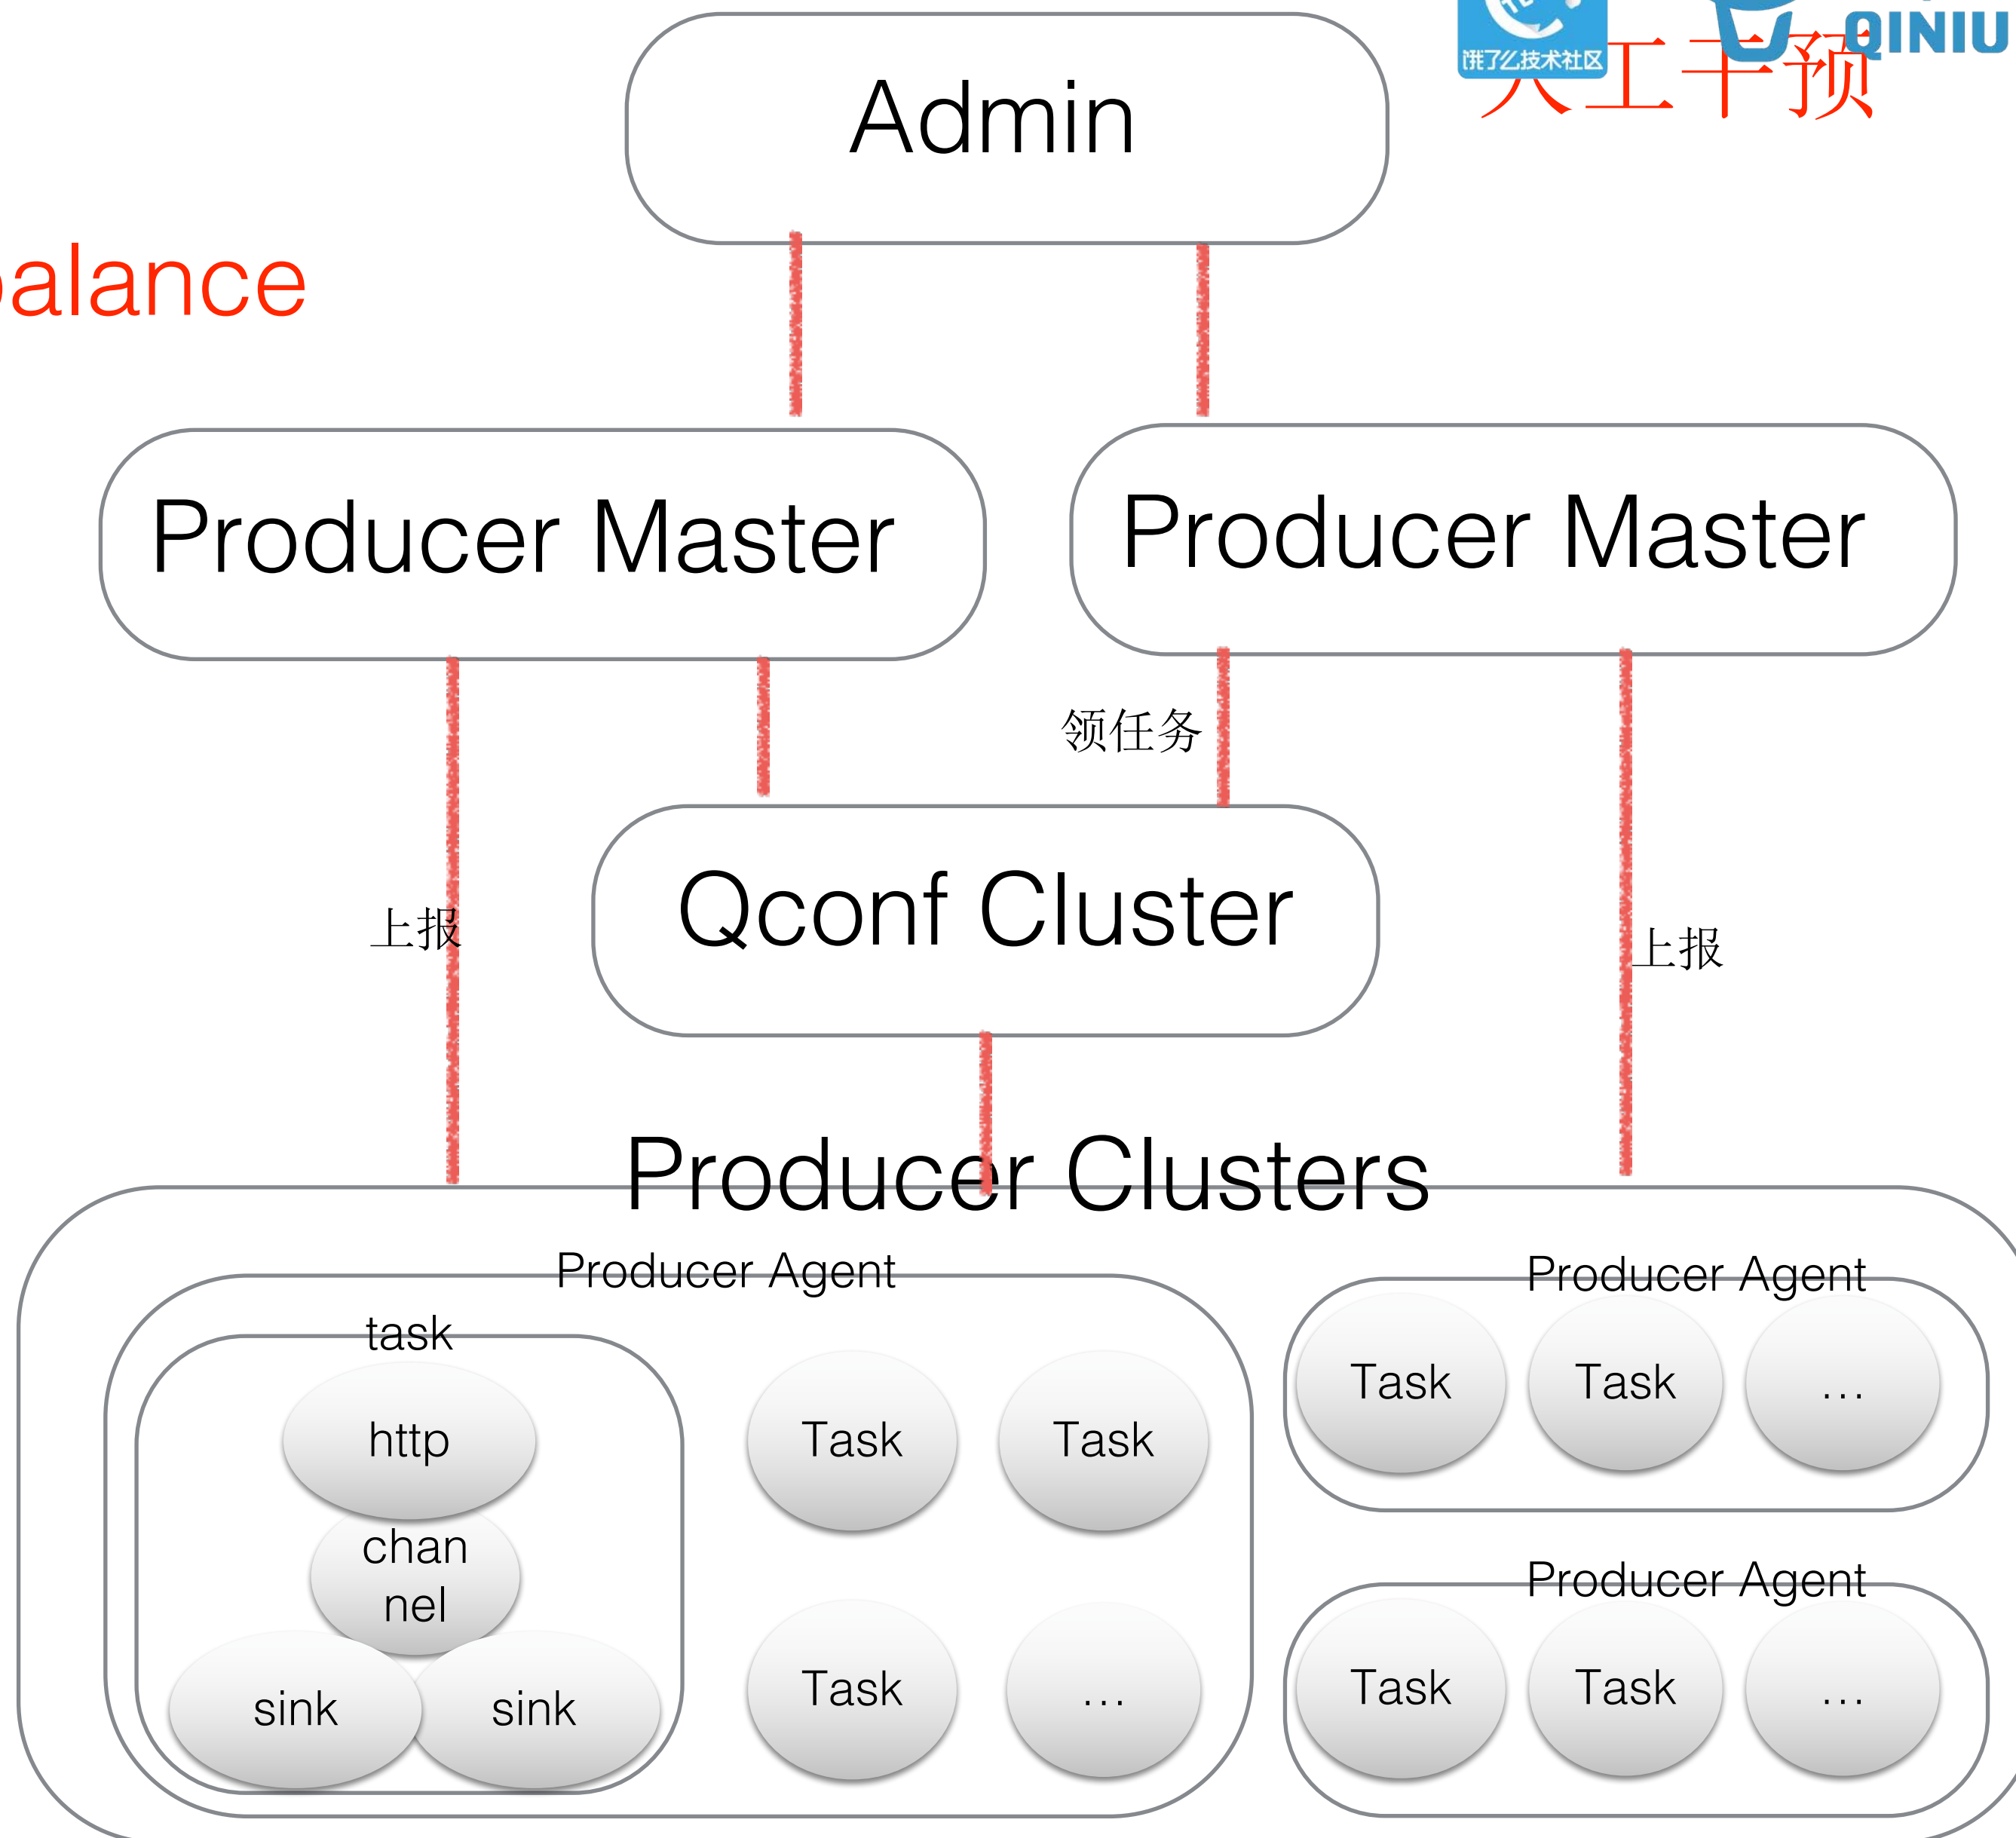 Admin
饿了么技术社区
QINIU
人工干预
balance
Producer Master
Producer Master
领任务
Qconf Cluster
上报
上报
Producer Clusters
Producer Agent
Producer Agent
task
http
Task
Task
Task
Task
...
chan
nel
Producer Agent
sink
sink
Task
...
Task
Task
...